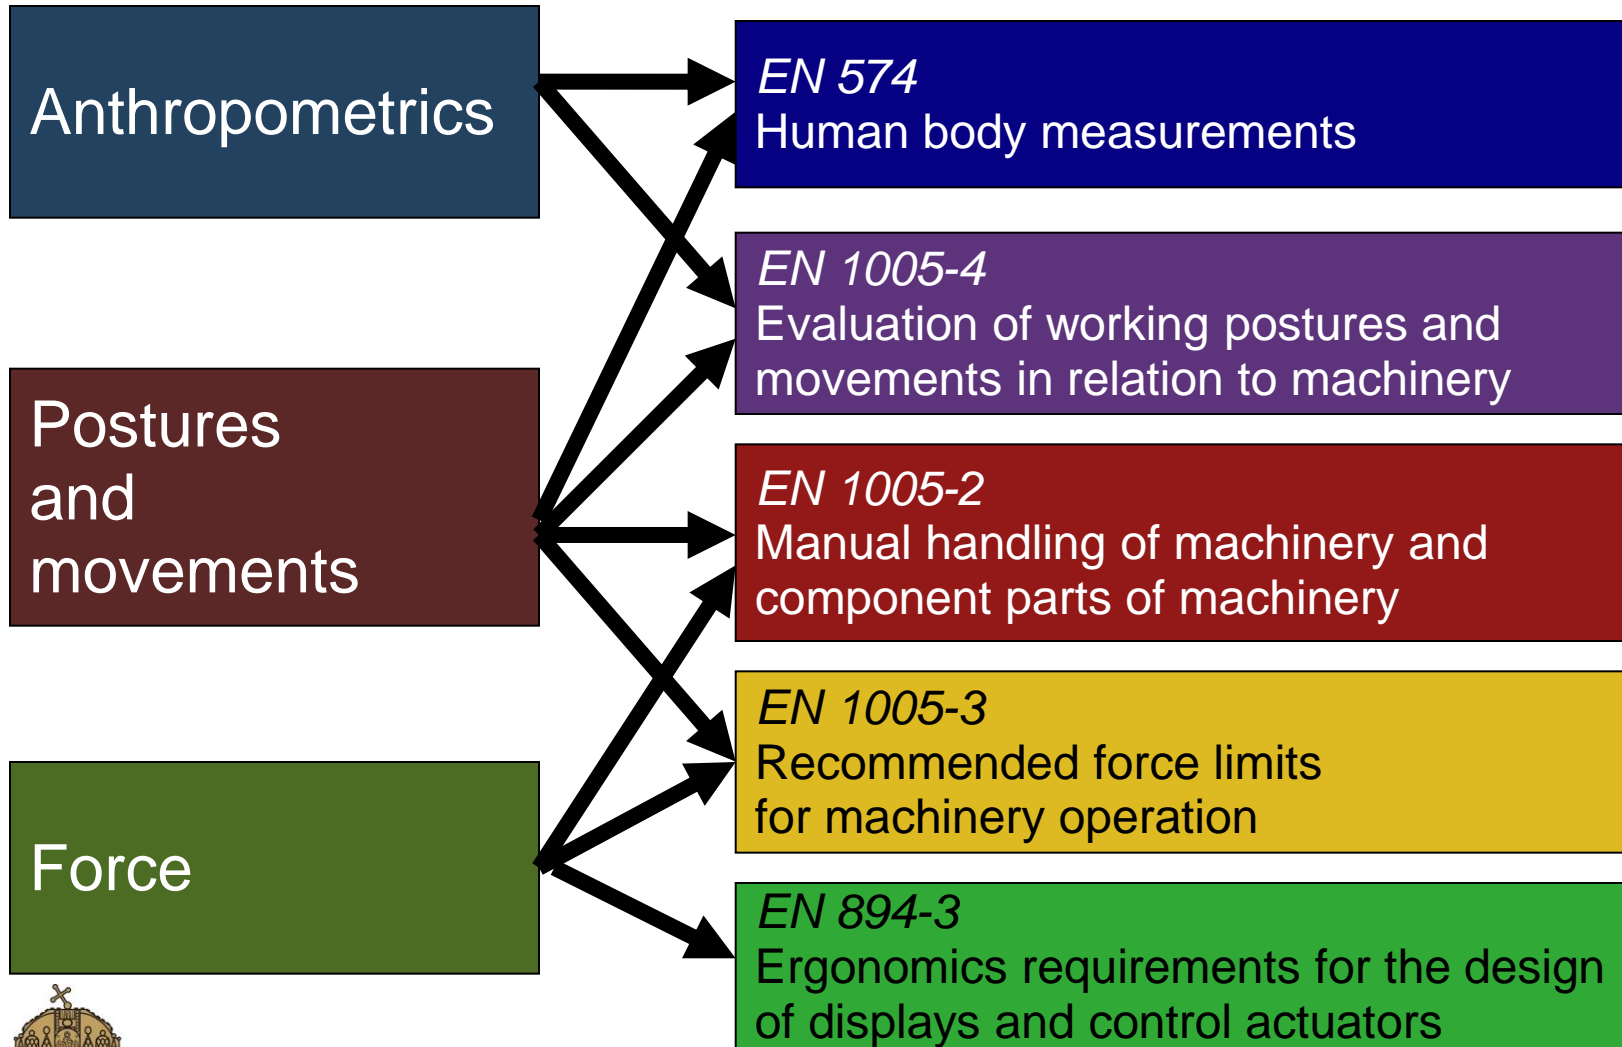 Anthropometrics
Postures
and
movements
Force
EN 574
Human body measurements
EN 1005-4
Evaluation of working postures and
movements in relation to machinery
EN 1005-2
Manual handling of machinery and
component parts of machinery
EN 1005-3
Recommended force limits
for machinery operation
EN 894-3
Ergonomics requirements for the design
of displays and control actuators